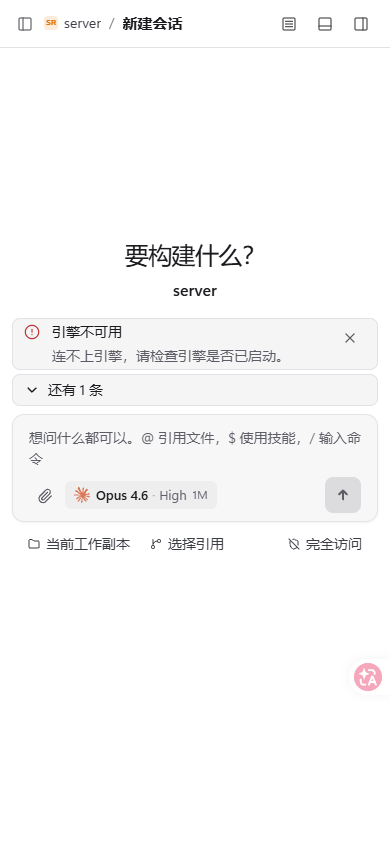 SR server / 新建会话
要构建什么？
server
引擎不可用
连不上引擎，请检查引擎是否已启动。
还有 1 条
想问什么都可以。@ 引用文件，$ 使用技能，/ 输入命
令
Opus 4.6 · High 1M
当前工作副本 选择引用 完全访问
A